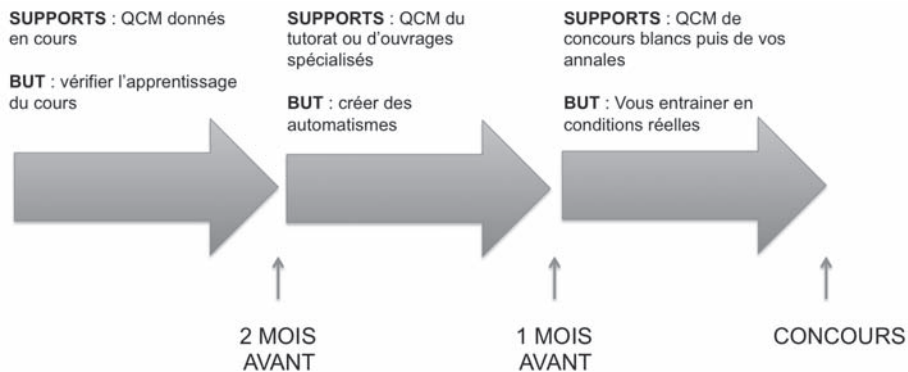 SUPPORTS : QCM donnés
en cours
BUT : vérifier l'apprentissage
du cours
SUPPORTS : QCM du
tutorat ou d'ouvrages
spécialisés
BUT : créer des
automatismes
SUPPORTS : QCM de
concours blancs puis de vos
annales
BUT : Vous entrainer en
conditions réelles
2 MOIS
AVANT
1 MOIS
AVANT
CONCOURS